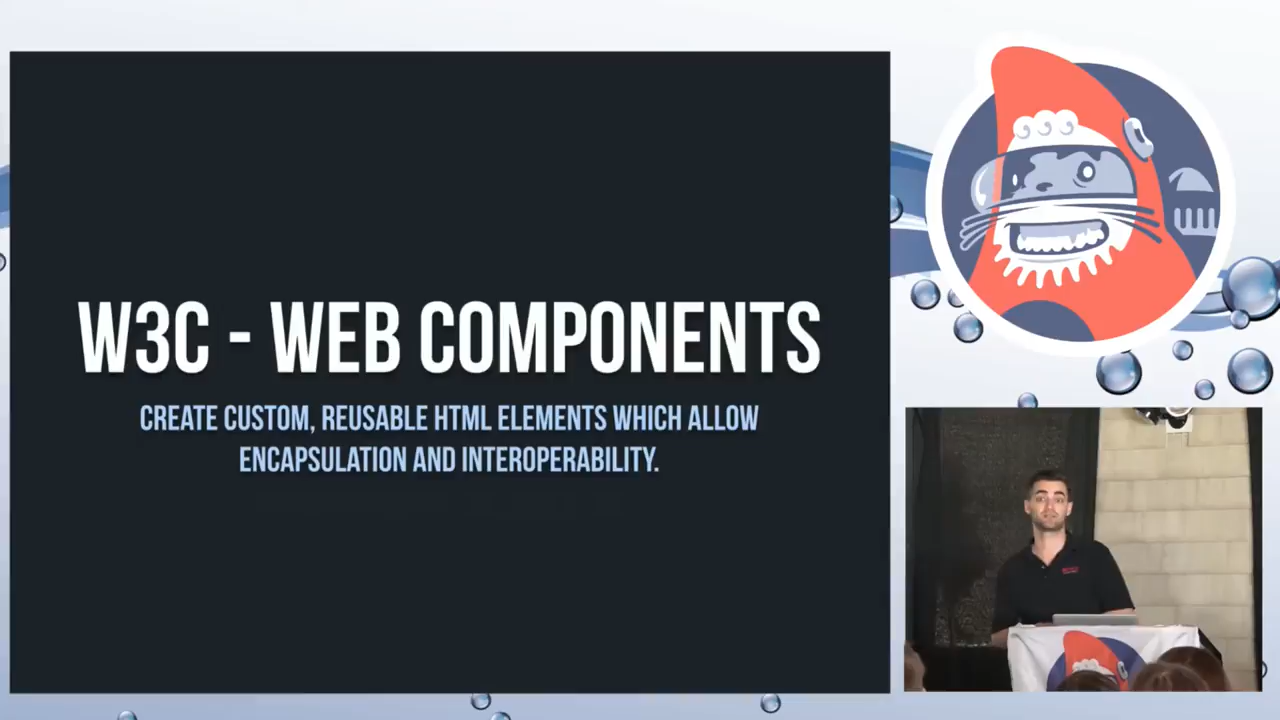 W3C - WEB COMPONENTS
CREATE CUSTOM, REUSABLE HTML ELEMENTS WHICH ALLOW
ENCAPSULATION AND INTEROPERABILITY.